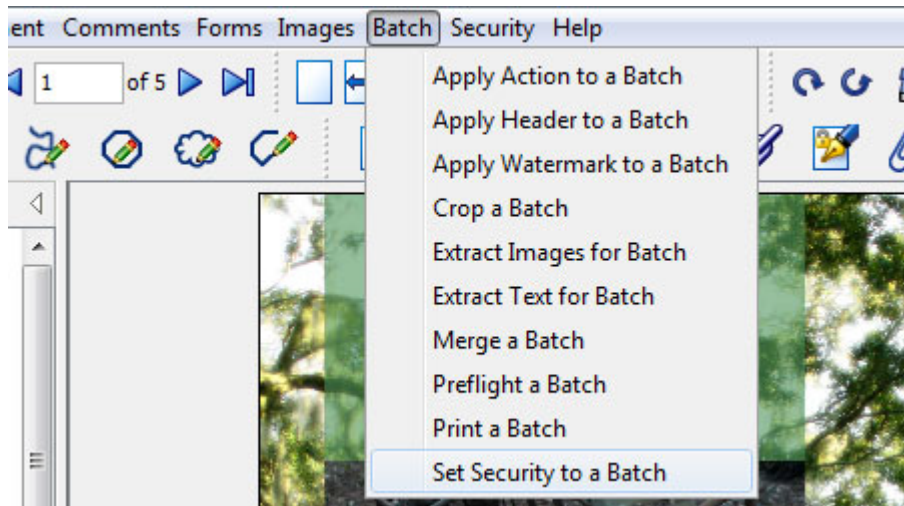 ent Comments Forms Images Batch Security Help
1 of 5
Apply Action to a Batch
Apply Header to a Batch
Apply Watermark to a Batch
Crop a Batch
Extract Images for Batch
Extract Text for Batch
Merge a Batch
Preflight a Batch
Print a Batch
Set Security to a Batch